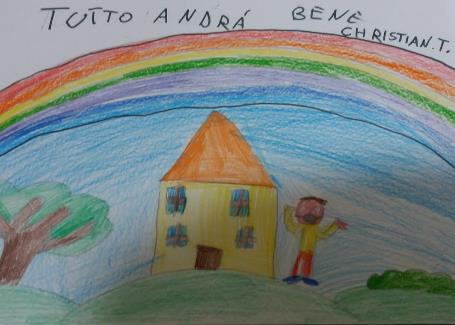 TUTTO ANDRÁ BENE
CHRISTIAN.T.